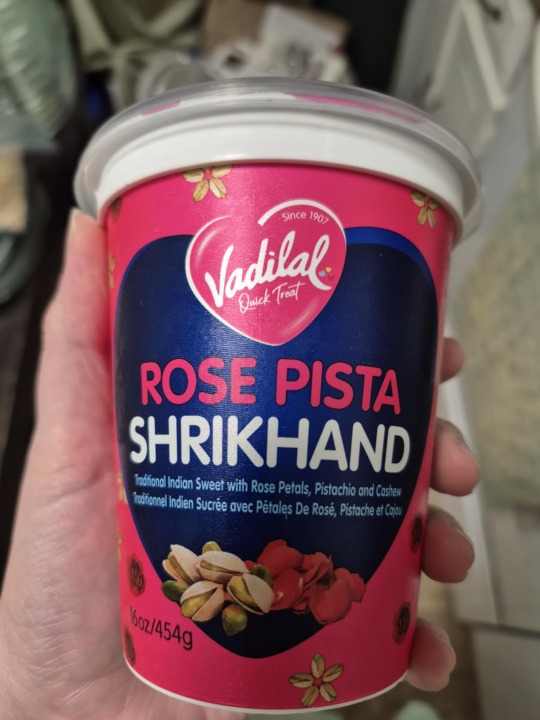 Since 1907
Vadilal
Quick Treat
ROSE PISTA
SHRIKHAND
Traditional Indian Sweet with Rose Petals, Pistachio and Cashew
Traditionnel Indien Sucrée avec Pétales De Rosé, Pistache et Cajou
16oz/454g